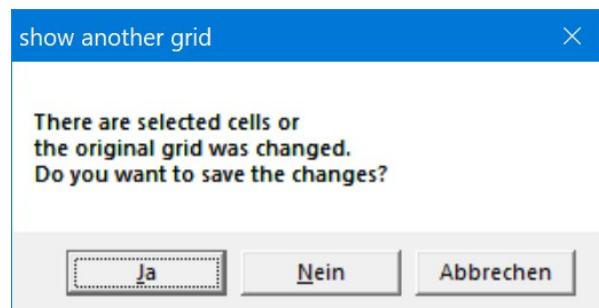 show another grid
There are selected cells or
the original grid was changed.
Do you want to save the changes?
Ja Nein Abbrechen